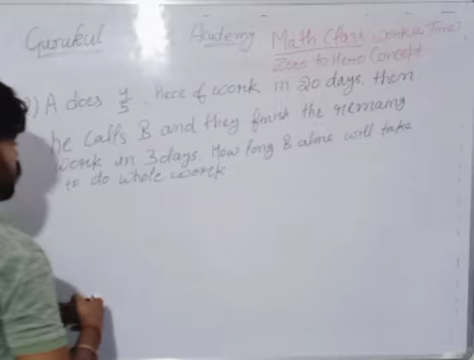 Gurukul Academy Math Class Work & Time
Zero to Hero Concept
A does 4/5 Piece of work in 20 days, then
he calls B and they finish the remaing
work in 3 days. How long B alone will take
to do whole work